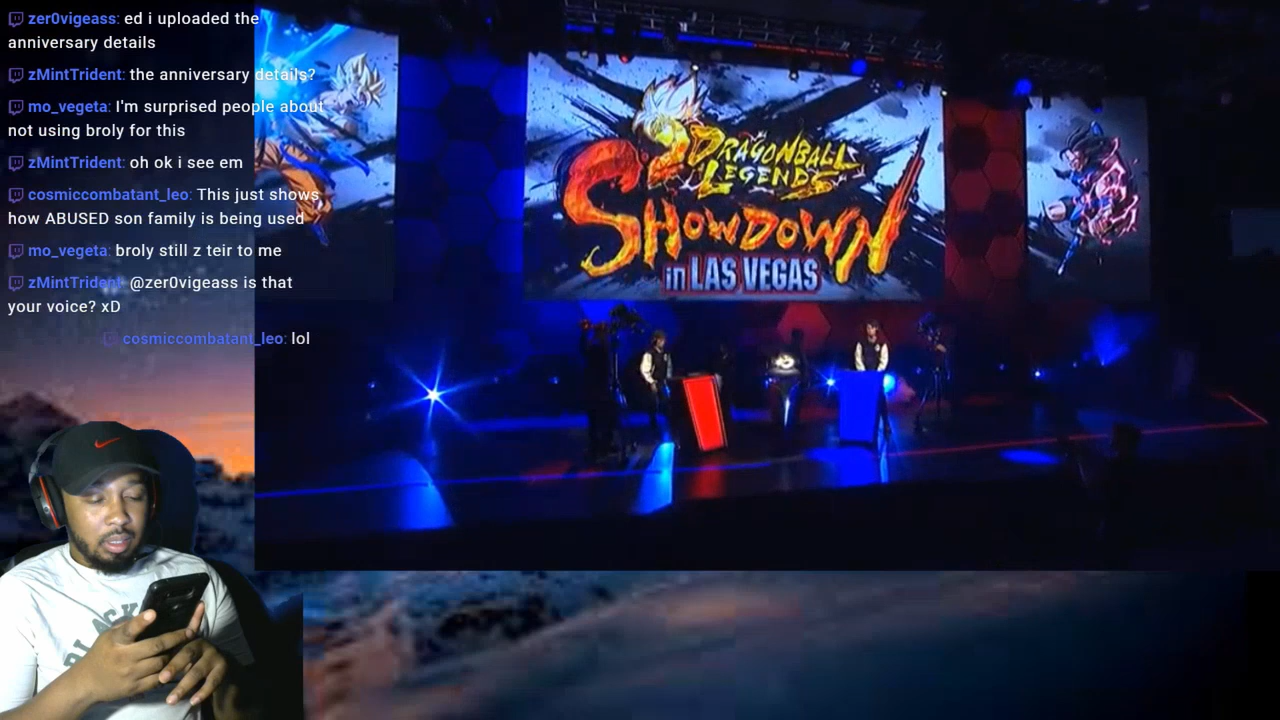 zer0vigeass: ed i uploaded the
anniversary details
zMintTrident: the anniversary details?
mo_vegeta: I'm surprised people about
not using broly for this
zMintTrident: oh ok i see em
cosmiccombatant_leo: This just shows
how ABUSED son family is being used
mo_vegeta: broly still z teir to me
zMintTrident: @zer0vigeass is that
your voice? xD
cosmiccombatant_leo: lol
DRAGONBALL
LEGENDS
SHOWDOWN
in LAS VEGAS
BLACK